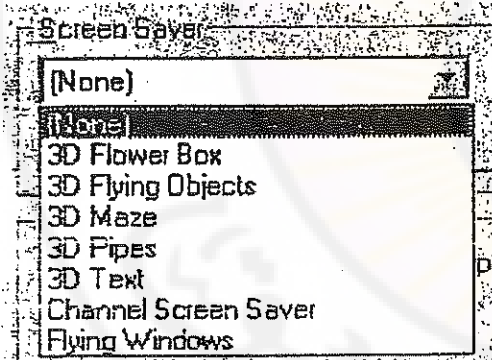 Screen Saver
(None)
(None)
3D Flower Box
3D Flying Objects
3D Maze
3D Pipes
3D Text
Channel Screen Saver
Flying Windows